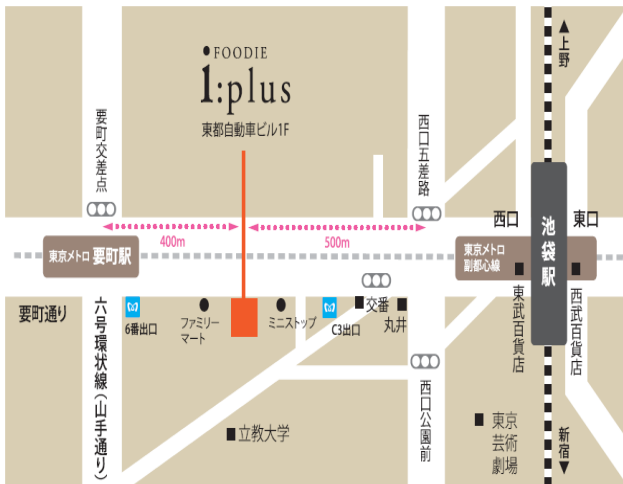 FOODIE
i:plus
東都自動車ビル1F
要町交差点
西口五差路
▲上野
400m
500m
西口
東口
池袋駅
東京メトロ 要町駅
東京メトロ
副都心線
要町通り
六号環状線(山手通り)
6番出口
ファミリー
マート
ミニストップ
C3出口
交番
丸井
東武百貨店
西武百貨店
立教大学
西口公園前
東京
芸術
劇場
新宿▼